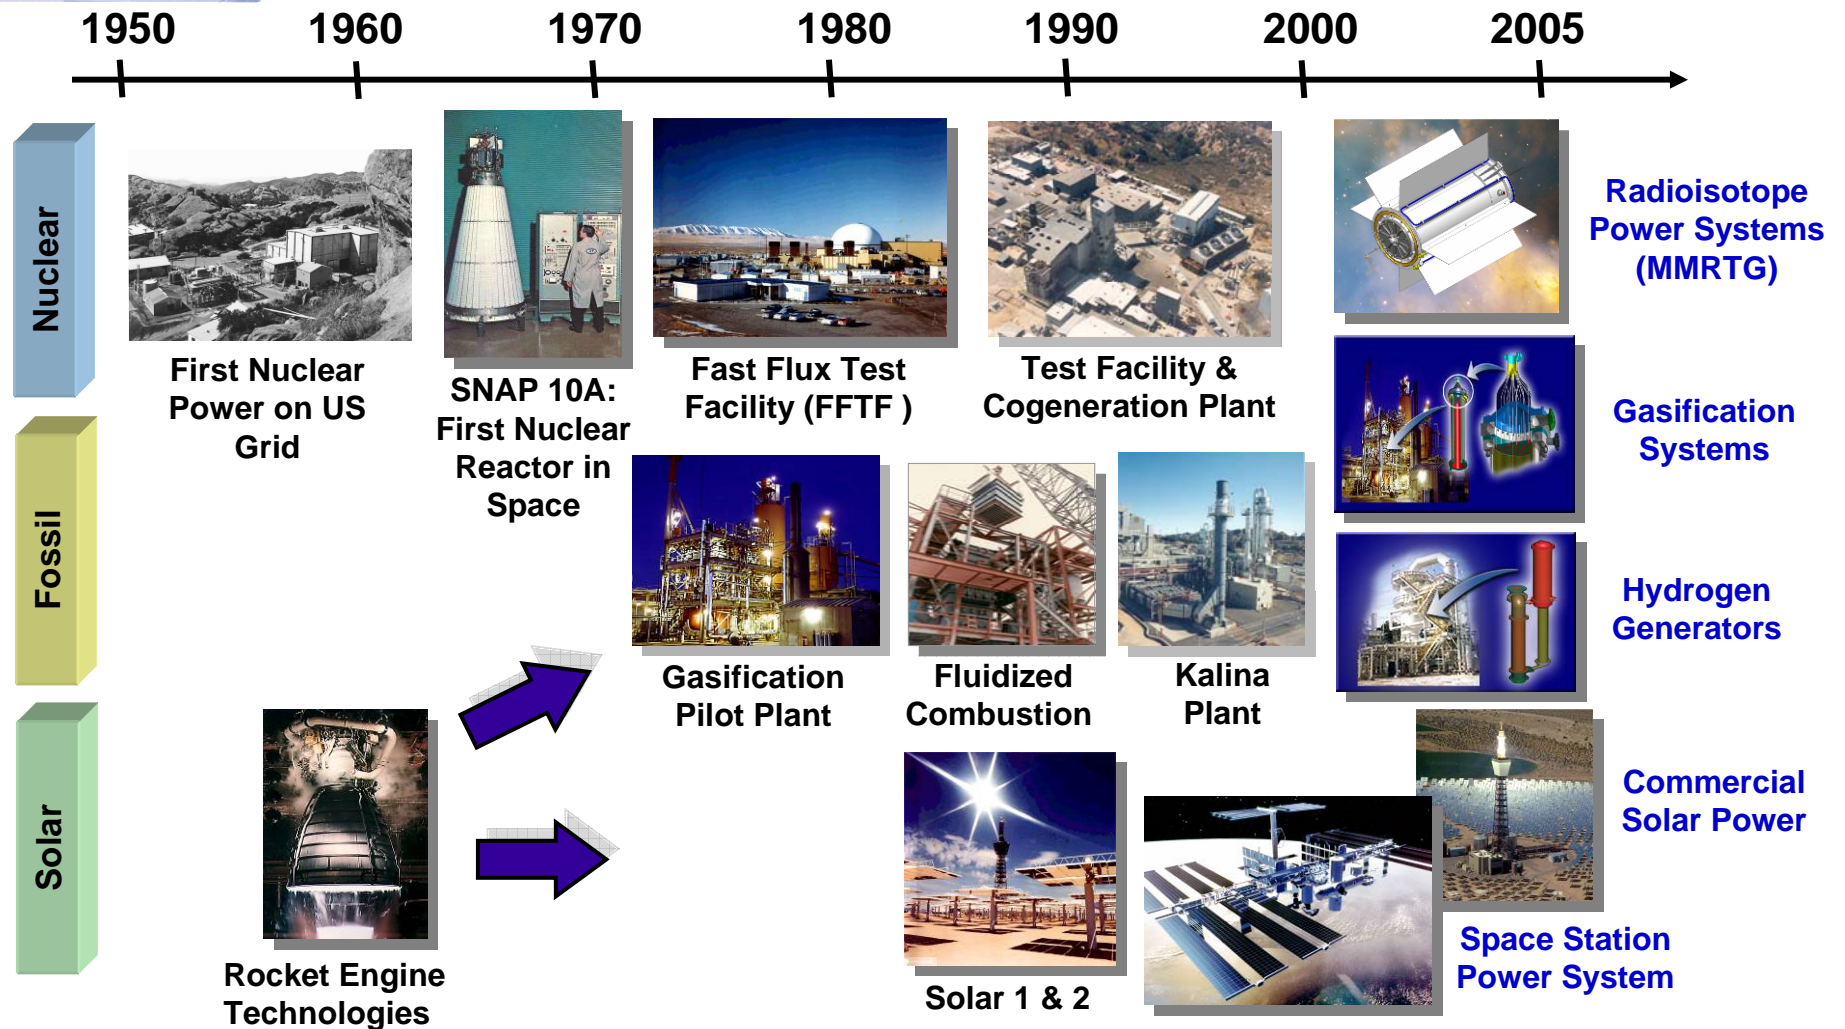 1950 1960 1970 1980 1990 2000 2005
Nuclear
First Nuclear
Power on US
Grid
SNAP 10A:
First Nuclear
Reactor in
Space
Fast Flux Test
Facility (FFTF )
Test Facility &
Cogeneration Plant
Radioisotope
Power Systems
(MMRTG)
Fossil
Gasification
Pilot Plant
Fluidized
Combustion
Kalina
Plant
Gasification
Systems
Hydrogen
Generators
Solar
Rocket Engine
Technologies
Solar 1 & 2
Commercial
Solar Power
Space Station
Power System